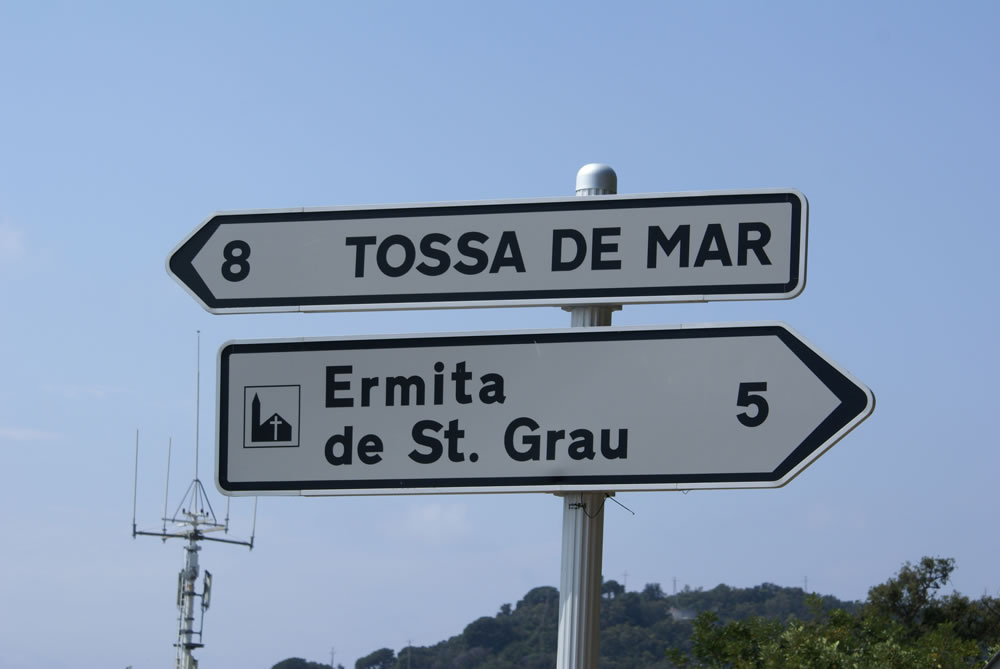 8 TOSSA DE MAR
Ermita 5
de St. Grau